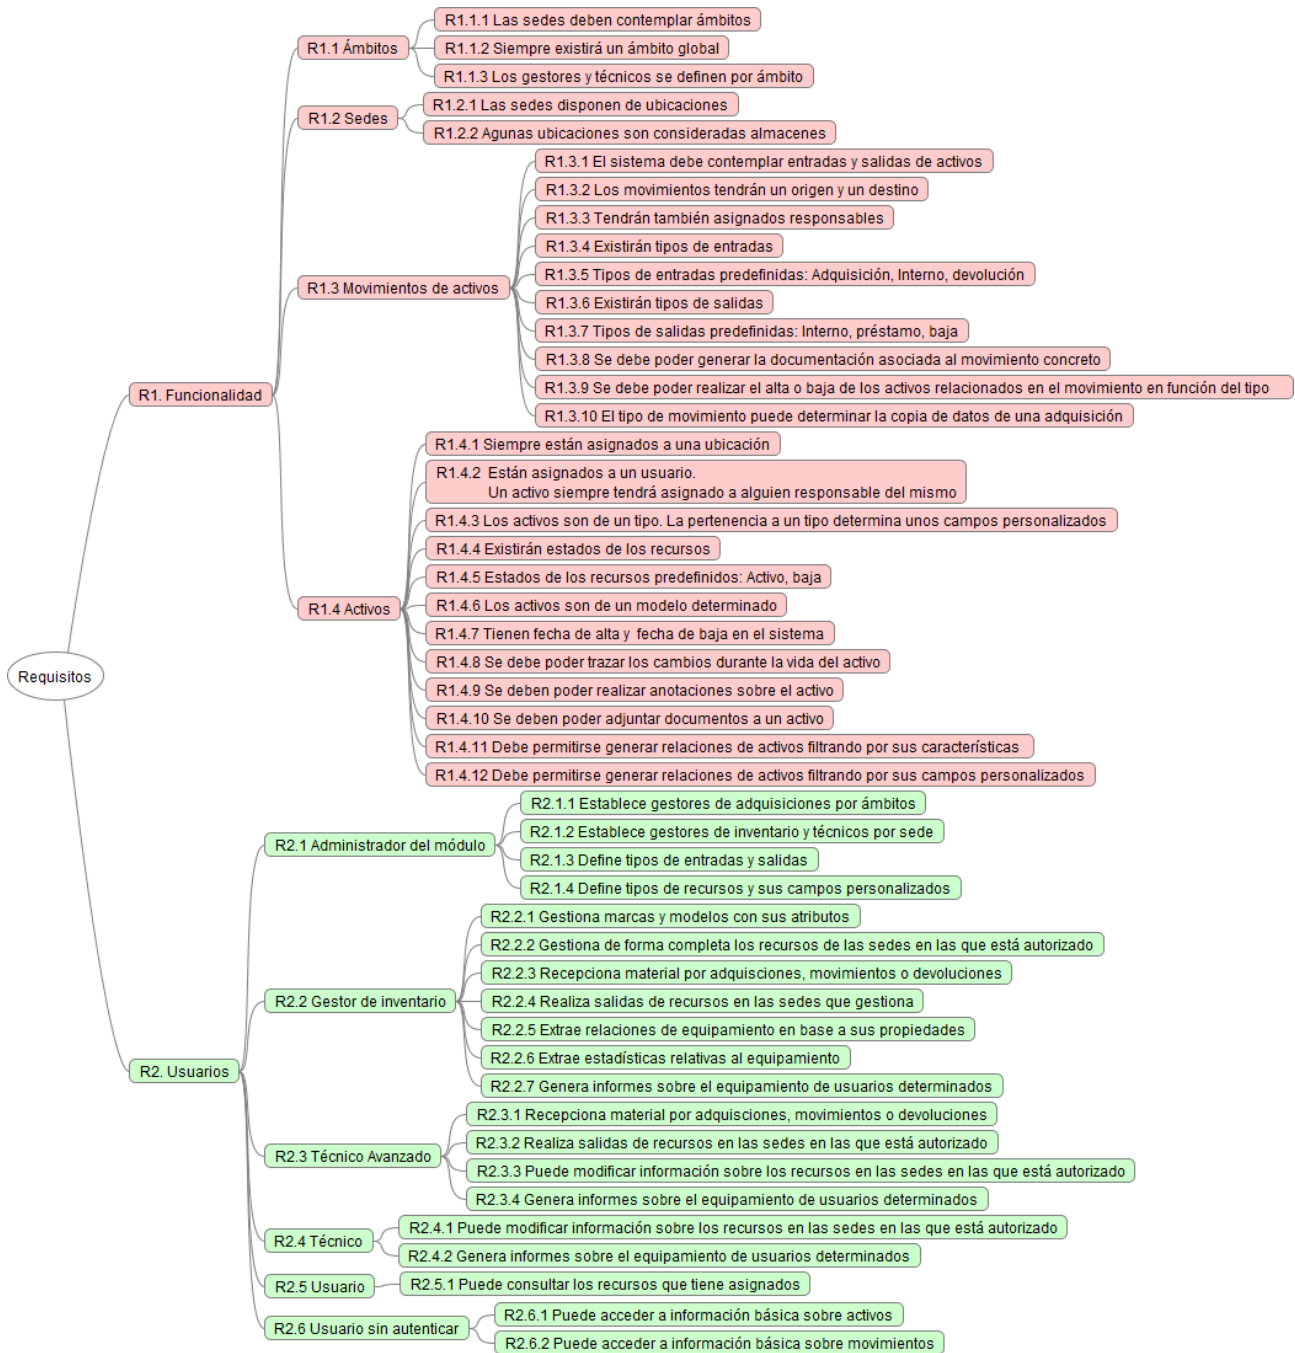 R1.1.1 Las sedes deben contemplar ámbitos
R1.1 Ámbitos
R1.1.2 Siempre existirá un ámbito global
R1.1.3 Los gestores y técnicos se definen por ámbito
R1.2.1 Las sedes disponen de ubicaciones
R1.2 Sedes
R1.2.2 Agunas ubicaciones son consideradas almacenes
R1.3.1 El sistema debe contemplar entradas y salidas de activos
R1.3.2 Los movimientos tendrán un origen y un destino
R1.3.3 Tendrán también asignados responsables
R1.3.4 Existirán tipos de entradas
R1.3.5 Tipos de entradas predefinidas: Adquisición, Interno, devolución
R1.3 Movimientos de activos
R1.3.6 Existirán tipos de salidas
R1.3.7 Tipos de salidas predefinidas: Interno, préstamo, baja
R1.3.8 Se debe poder generar la documentación asociada al movimiento concreto
R1.3.9 Se debe poder realizar el alta o baja de los activos relacionados en el movimiento en función del tipo
R1. Funcionalidad
R1.3.10 El tipo de movimiento puede determinar la copia de datos de una adquisición
R1.4.1 Siempre están asignados a una ubicación
R1.4.2 Están asignados a un usuario.
Un activo siempre tendrá asignado a alguien responsable del mismo
R1.4.3 Los activos son de un tipo. La pertenencia a un tipo determina unos campos personalizados
R1.4.4 Existirán estados de los recursos
R1.4.5 Estados de los recursos predefinidos: Activo, baja
R1.4.6 Los activos son de un modelo determinado
R1.4 Activos
R1.4.7 Tienen fecha de alta y fecha de baja en el sistema
R1.4.8 Se debe poder trazar los cambios durante la vida del activo
Requisitos
R1.4.9 Se deben poder realizar anotaciones sobre el activo
R1.4.10 Se deben poder adjuntar documentos a un activo
R1.4.11 Debe permitirse generar relaciones de activos filtrando por sus características
R1.4.12 Debe permitirse generar relaciones de activos filtrando por sus campos personalizados
R2.1.1 Establece gestores de adquisiciones por ámbitos
R2.1.2 Establece gestores de inventario y técnicos por sede
R2.1 Administrador del módulo
R2.1.3 Define tipos de entradas y salidas
R2.1.4 Define tipos de recursos y sus campos personalizados
R2.2.1 Gestiona marcas y modelos con sus atributos
R2.2.2 Gestiona de forma completa los recursos de las sedes en las que está autorizado
R2.2.3 Recepciona material por adquisciones, movimientos o devoluciones
R2.2 Gestor de inventario
R2.2.4 Realiza salidas de recursos en las sedes que gestiona
R2.2.5 Extrae relaciones de equipamiento en base a sus propiedades
R2.2.6 Extrae estadísticas relativas al equipamiento
R2. Usuarios
R2.2.7 Genera informes sobre el equipamiento de usuarios determinados
R2.3.1 Recepciona material por adquisciones, movimientos o devoluciones
R2.3.2 Realiza salidas de recursos en las sedes en las que está autorizado
R2.3 Técnico Avanzado
R2.3.3 Puede modificar información sobre los recursos en las sedes en las que está autorizado
R2.3.4 Genera informes sobre el equipamiento de usuarios determinados
R2.4.1 Puede modificar información sobre los recursos en las sedes en las que está autorizado
R2.4 Técnico
R2.4.2 Genera informes sobre el equipamiento de usuarios determinados
R2.5 Usuario
R2.5.1 Puede consultar los recursos que tiene asignados
R2.6.1 Puede acceder a información básica sobre activos
R2.6 Usuario sin autenticar
R2.6.2 Puede acceder a información básica sobre movimientos